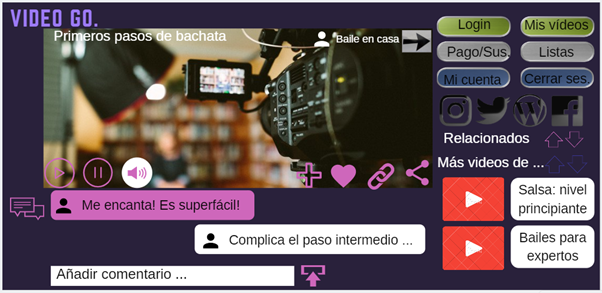 VIDEO GO.
Primeros pasos de bachata
Baile en casa
Login
Mis vídeos
Pago/Sus
Listas
Mi cuenta
Cerrar ses.
Relacionados
Más videos de ...
Me encanta! Es superfácil!
Complica el paso intermedio ...
Añadir comentario ...
Salsa: nivel
principiante
Bailes para
expertos